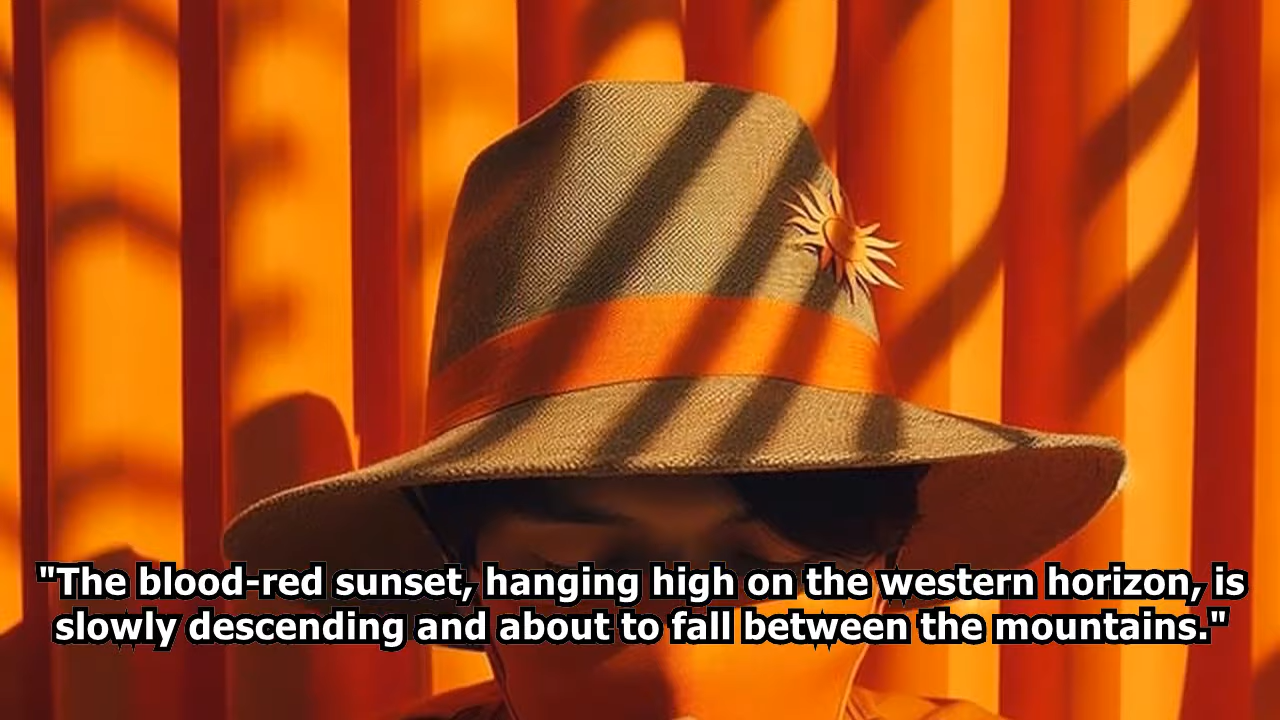 "The blood-red sunset, hanging high on the western horizon, is
slowly descending and about to fall between the mountains."